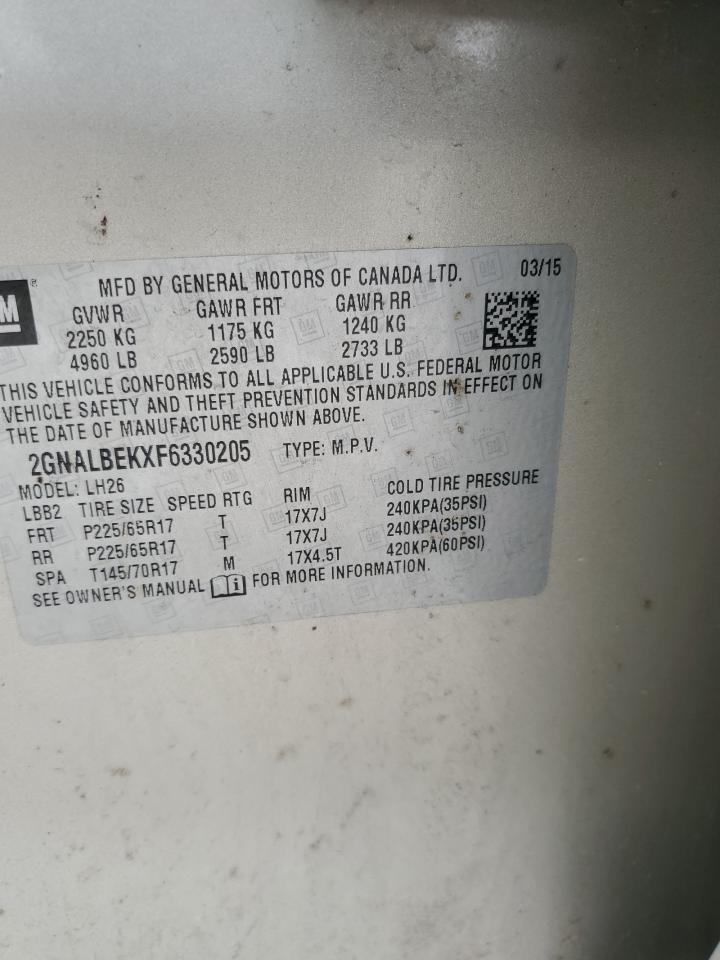 GM ®
MFD BY GENERAL MOTORS OF CANADA LTD. 03/15
GVWR GAWR FRT GAWR RR
2250 KG 1175 KG 1240 KG
4960 LB 2590 LB 2733 LB
THIS VEHICLE CONFORMS TO ALL APPLICABLE U.S. FEDERAL MOTOR
VEHICLE SAFETY AND THEFT PREVENTION STANDARDS IN EFFECT ON
THE DATE OF MANUFACTURE SHOWN ABOVE.
2GNALBEKXF6330205 TYPE: M.P.V.
MODEL: LH26
LBB2 TIRE SIZE SPEED RTG RIM COLD TIRE PRESSURE
FRT P225/65R17 T 17X7J 240KPA(35PSI)
RR P225/65R17 T 17X7J 240KPA(35PSI)
SPA T145/70R17 M 17X4.5T 420KPA(60PSI)
SEE OWNER'S MANUAL FOR MORE INFORMATION.